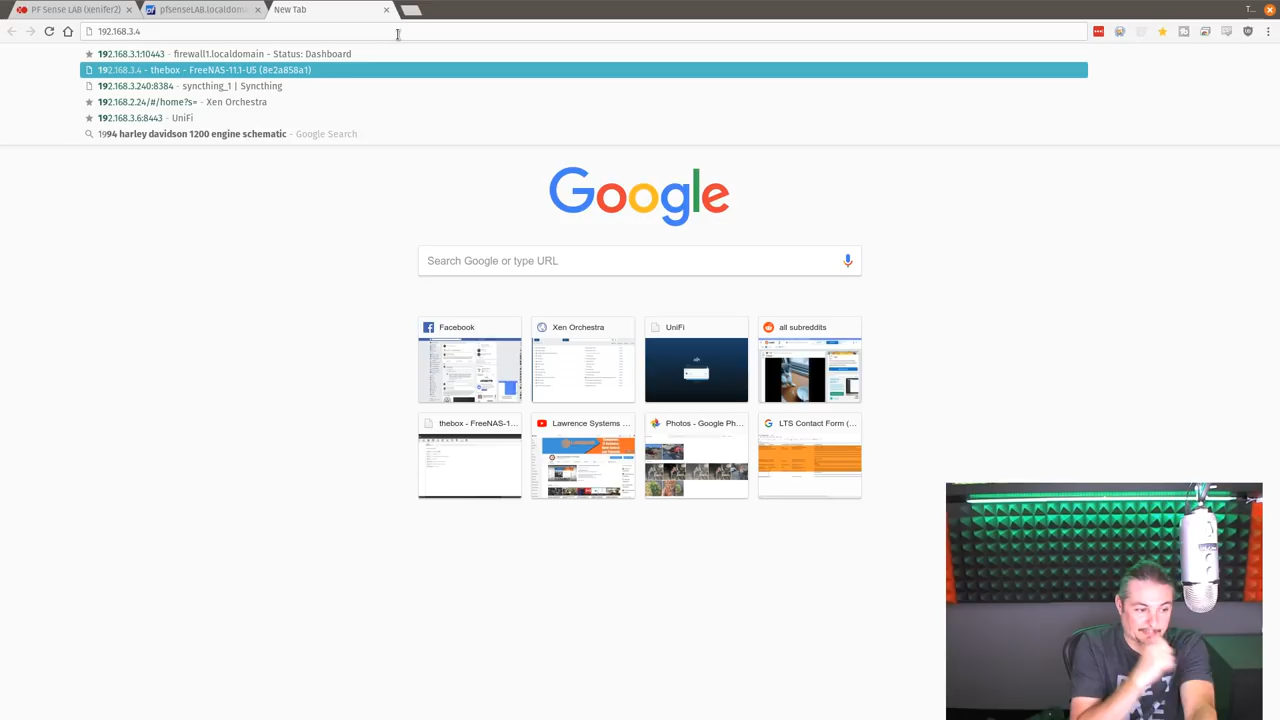 PF Sense LAB (xenifer2)
pfsenseLAB.localdoma
New Tab
T...
192.168.3.4
192.168.3.1:10443 - firewall1.localdomain - Status: Dashboard
192.168.3.4 - thebox - FreeNAS-11.1-U5 (8e2a858a1)
192.168.3.240:8384 - syncthing_1 | Syncthing
192.168.2.24/#/home?s= - Xen Orchestra
192.168.3.6:8443 - UniFi
1994 harley davidson 1200 engine schematic - Google Search
Google
Search Google or type URL
Facebook
Xen Orchestra
UniFi
all subreddits
thebox - FreeNAS-1...
Lawrence Systems ...
Photos - Google Ph...
LTS Contact Form (...